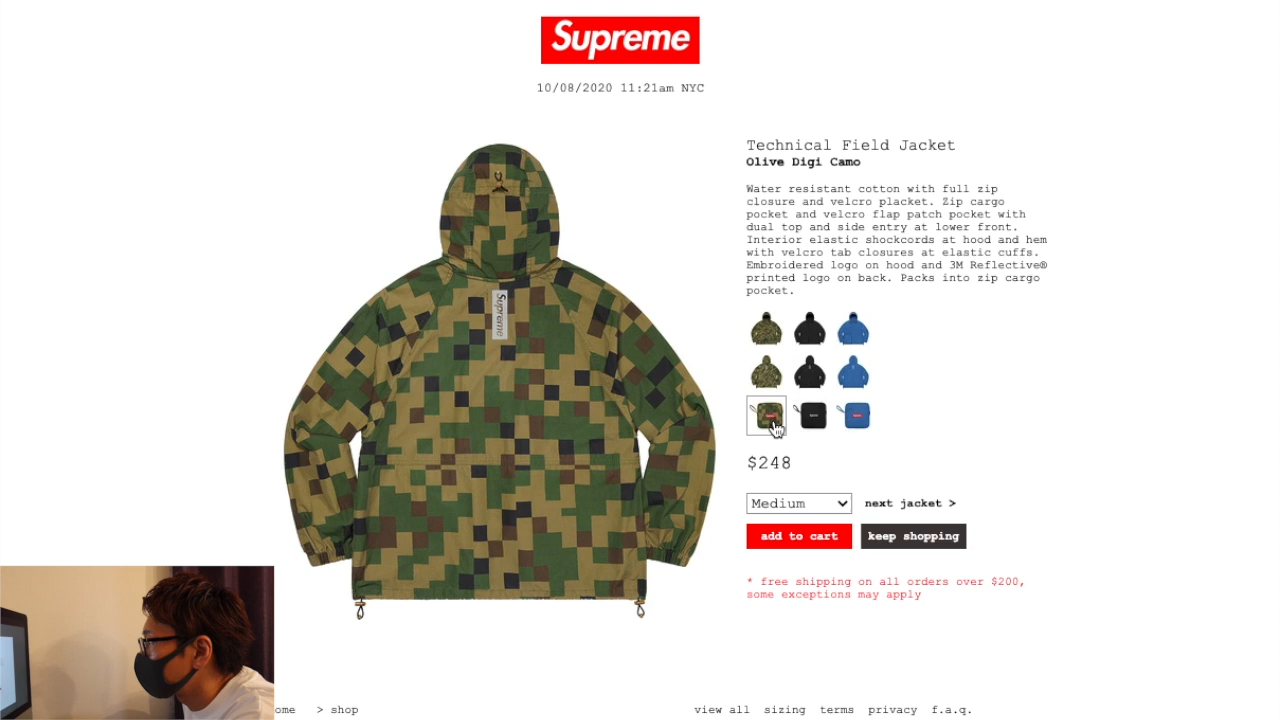 Supreme
10/08/2020 11:21am NYC
Technical Field Jacket
Olive Digi Camo
Water resistant cotton with full zip
closure and velcro placket. Zip cargo
pocket and velcro flap patch pocket with
dual top and side entry at lower front.
Interior elastic shockcords at hood and hem
with velcro tab closures at elastic cuffs.
Embroidered logo on hood and 3M Reflective®
printed logo on back. Packs into zip cargo
pocket.
Supreme
$248
Medium
next jacket >
add to cart
keep shopping
* free shipping on all orders over $200,
some exceptions may apply
ome > shop
view all sizing terms privacy f.a.q.